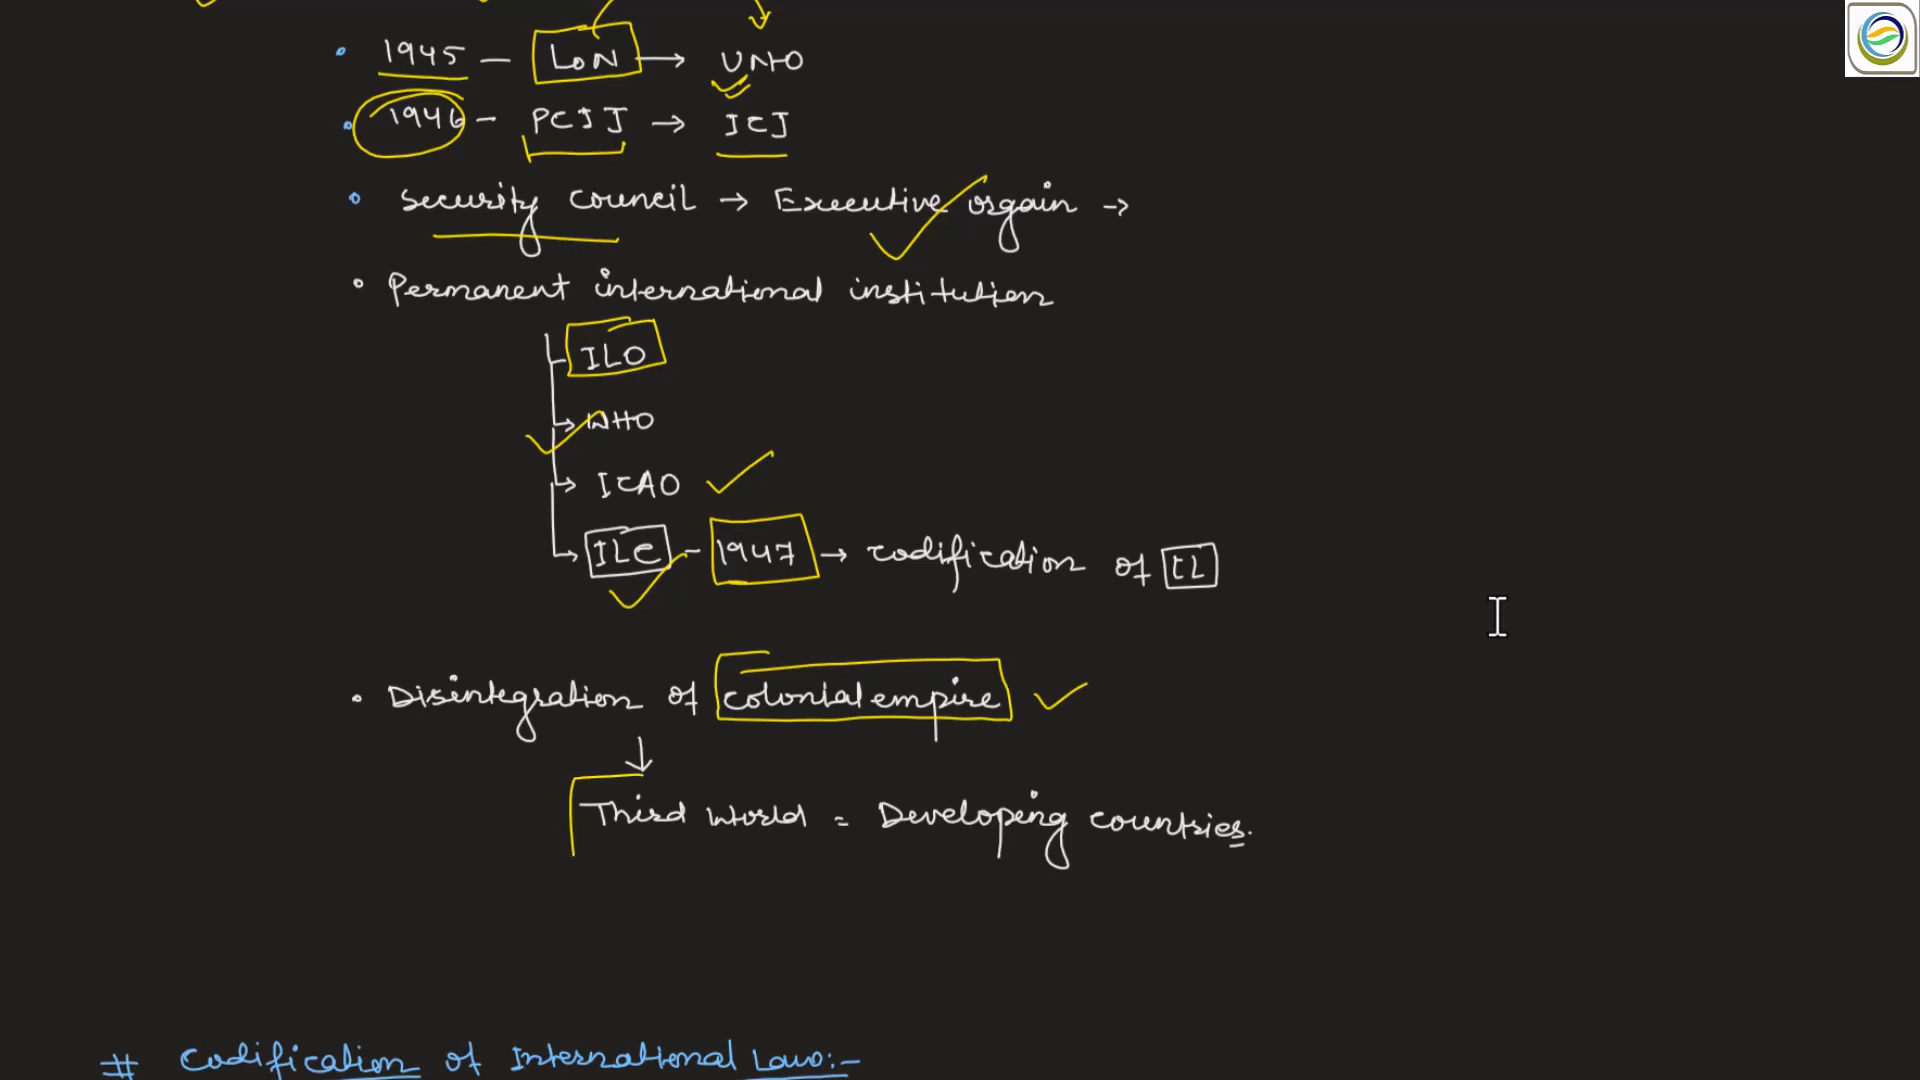 • 1945 — LoN → UNO
• 1946 - PCIJ → ICJ
• Security council → Executive orgain →
• Permanent international institution
ILO
→ WHO
→ ICAO
→ ILC - 1947 → codification of IL
• Disintegration of colonial empire
↓
Third World = Developing countries.
# Codification of International Law:-